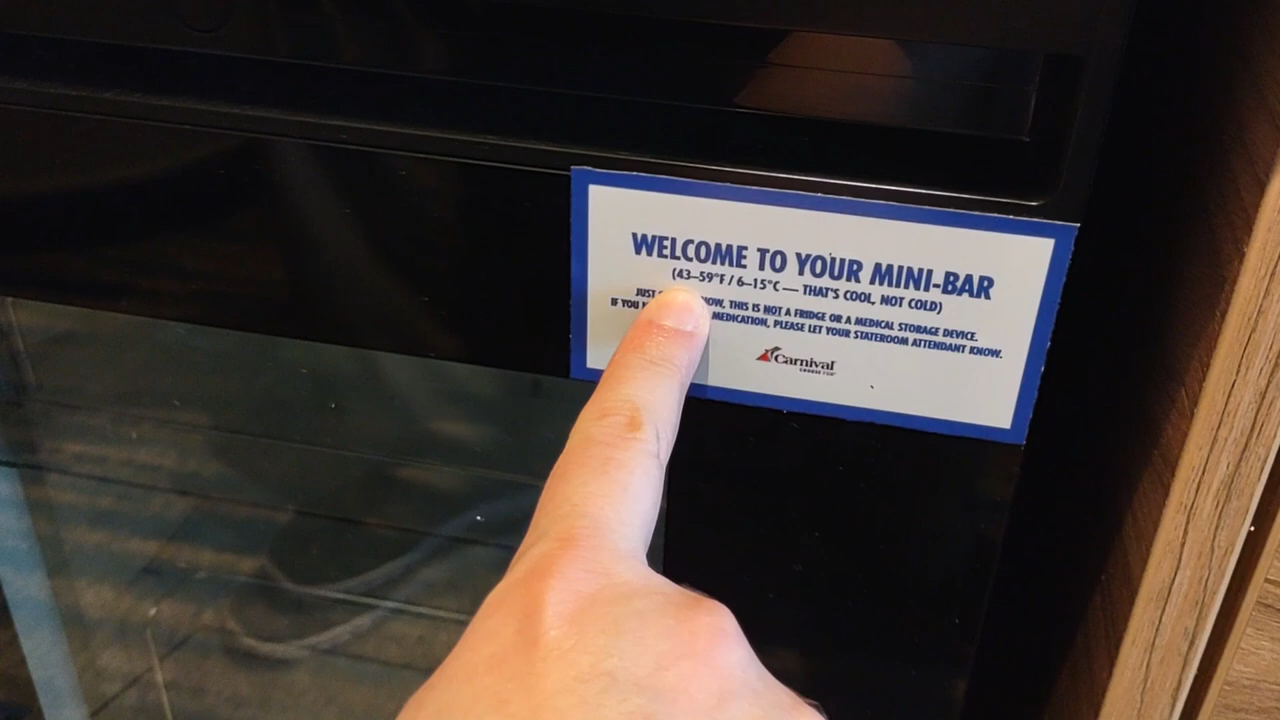 WELCOME TO YOUR MINI-BAR
(43–59°F / 6–15°C — THAT'S COOL, NOT COLD)
JUST NOW, THIS IS NOT A FRIDGE OR A MEDICAL STORAGE DEVICE.
IF YOU MEDICATION, PLEASE LET YOUR STATEROOM ATTENDANT KNOW.
Carnival